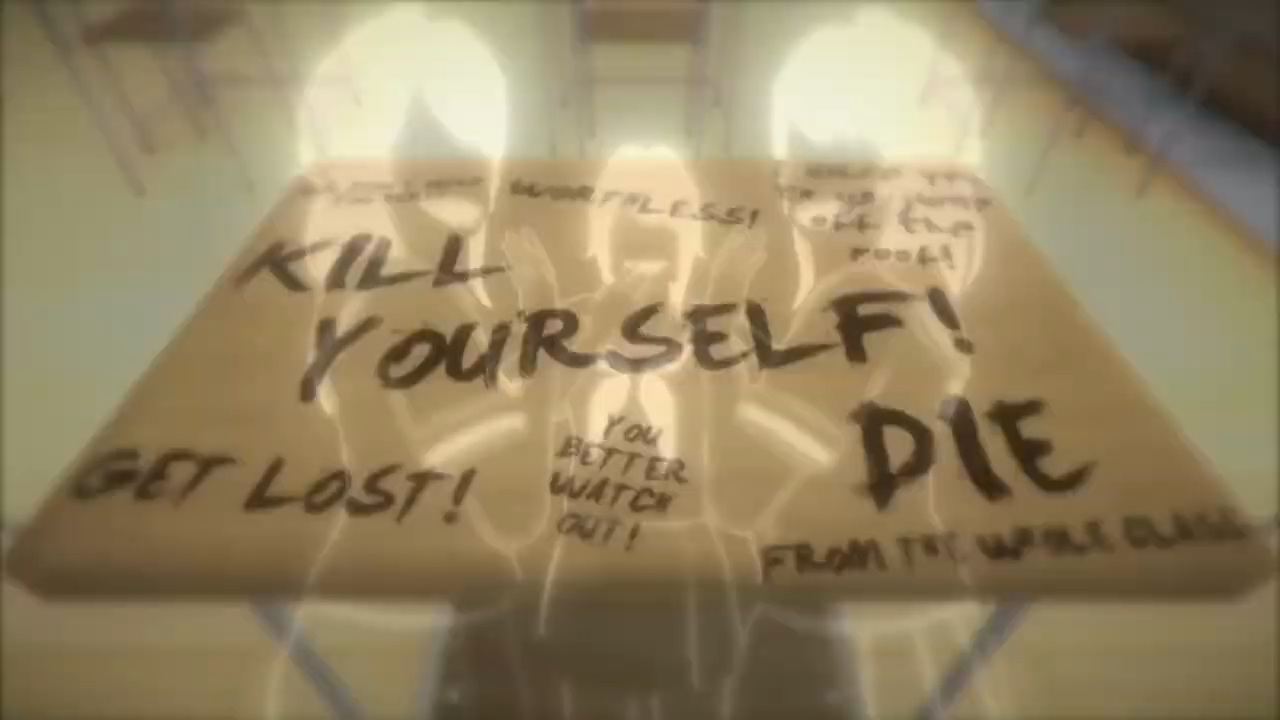 WORTHLESS!
off the
roof!
KILL
YOURSELF!
DIE
YOU
BETTER
WATCH
OUT!
GET LOST!
FROM THE WHOLE CLASS